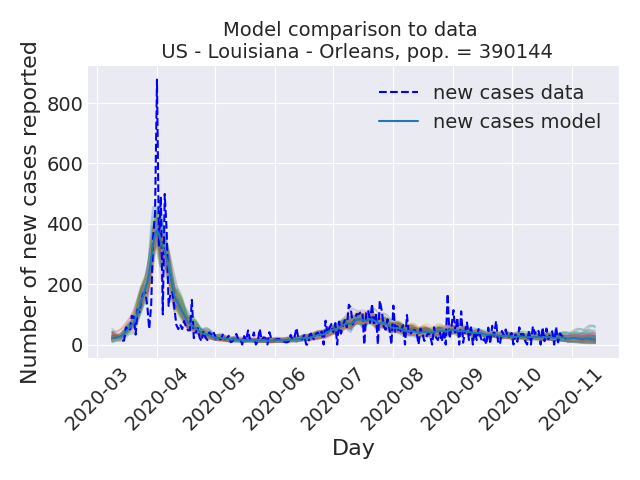 Model comparison to data
US - Louisiana - Orleans, pop. = 390144
Number of new cases reported
800
600
400
200
0
new cases data
new cases model
2020-03
2020-04
2020-05
2020-06
2020-07
2020-08
2020-09
2020-10
2020-11
Day